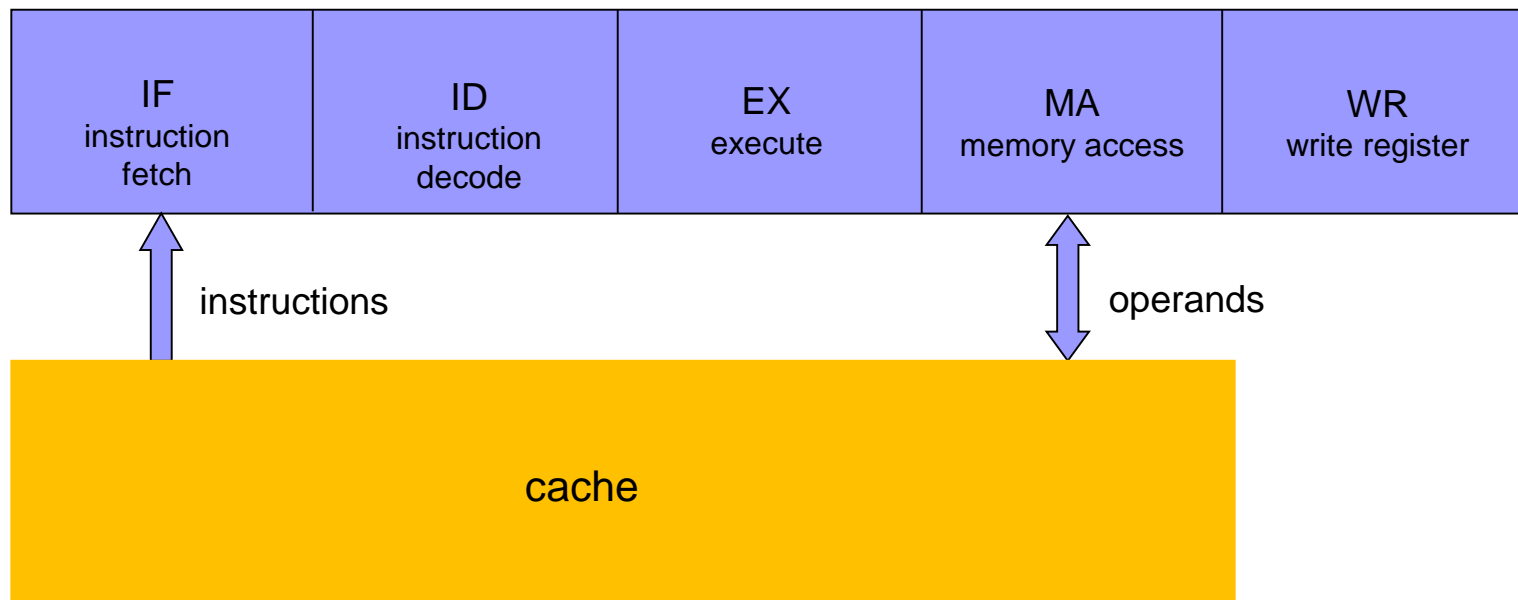 IF
instruction
fetch
ID
instruction
decode
EX
execute
MA
memory access
WR
write register
instructions
operands
cache